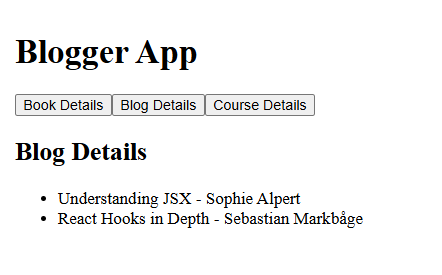 Blogger App
Book Details Blog Details Course Details
Blog Details
Understanding JSX - Sophie Alpert
React Hooks in Depth - Sebastian Markbåge